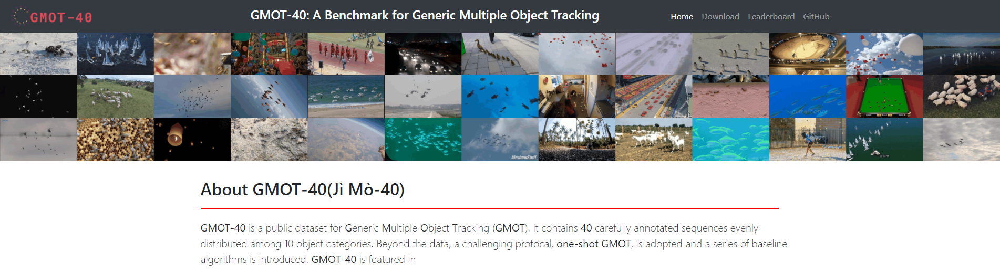 GMOT-40
GMOT-40: A Benchmark for Generic Multiple Object Tracking
Home Download Leaderboard GitHub
AirshowStuff
About GMOT-40(Jì Mò-40)
GMOT-40 is a public dataset for Generic Multiple Object Tracking (GMOT). It contains 40 carefully annotated sequences evenly
distributed among 10 object categories. Beyond the data, a challenging protocal, one-shot GMOT, is adopted and a series of baseline
algorithms is introduced. GMOT-40 is featured in